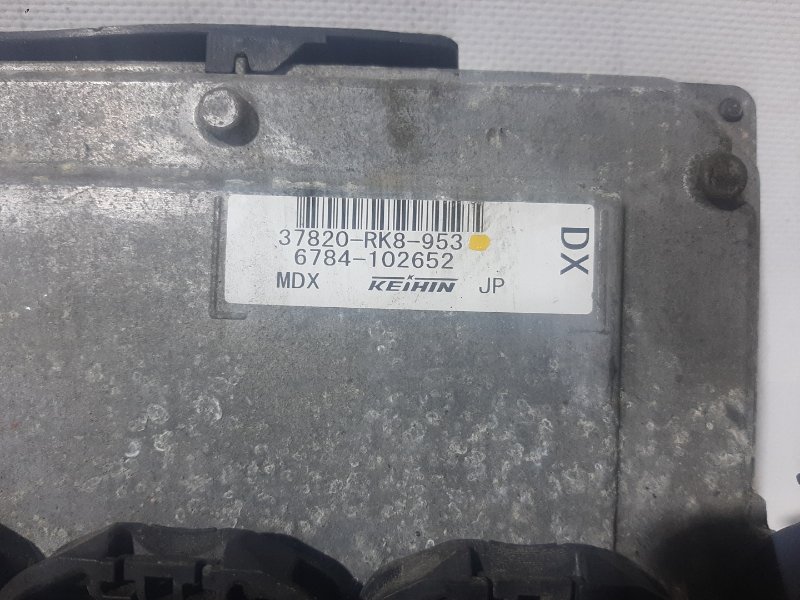 37820-RK8-953
6784-102652
MDX KEIHIN JP
DX